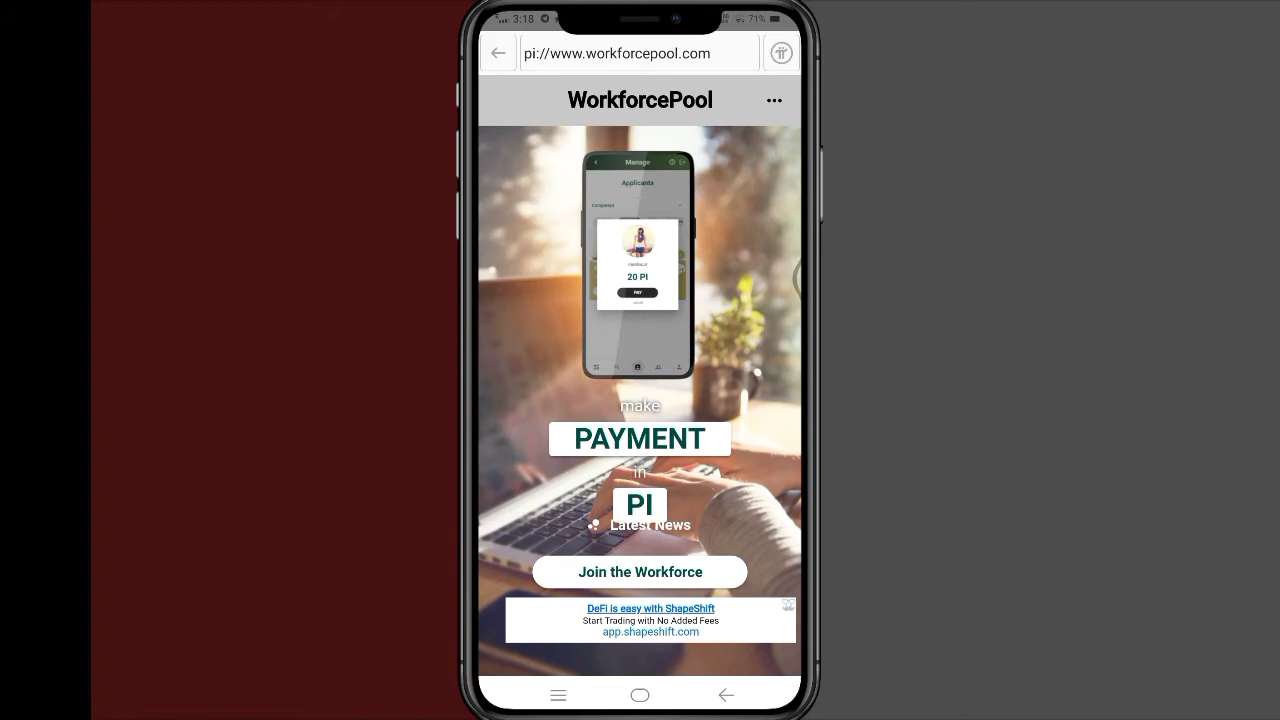 3:18
71%
pi://www.workforcepool.com
WorkforcePool
Manage
Applicants
Completed
20 PI
PAY
make
PAYMENT
in
PI
Latest News
Join the Workforce
DeFi is easy with ShapeShift
Start Trading with No Added Fees
app.shapeshift.com